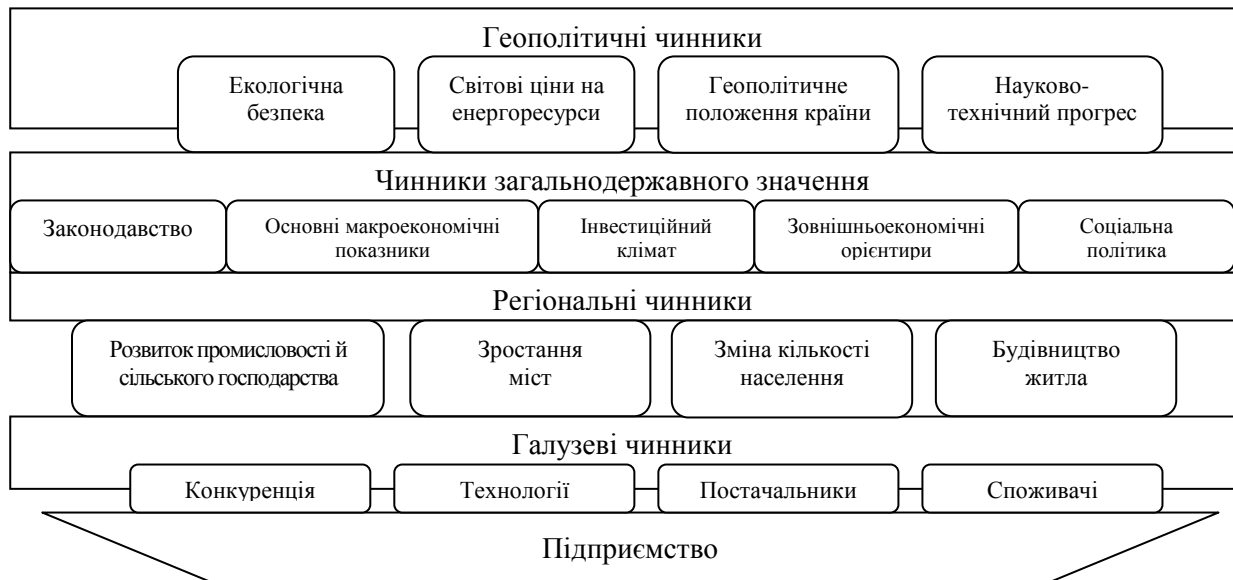 Геополітичні чинники
Екологічна
безпека
Світові ціни на
енергоресурси
Геополітичне
положення країни
Науково-
технічний прогрес
Чинники загальнодержавного значення
Законодавство
Основні макроекономічні
показники
Інвестиційний
клімат
Зовнішньоекономічні
орієнтири
Соціальна
політика
Регіональні чинники
Розвиток промисловості й
сільського господарства
Зростання
міст
Зміна кількості
населення
Будівництво
житла
Галузеві чинники
Конкуренція
Технології
Постачальники
Споживачі
Підприємство